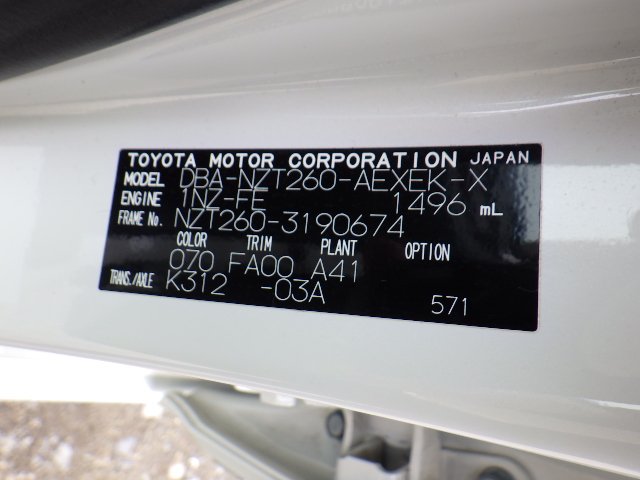 TOYOTA MOTOR CORPORATION JAPAN
MODEL DBA-NZT260-AEXEK-X
ENGINE 1NZ-FE 1496 mL
FRAME No. NZT260-3190674
COLOR TRIM PLANT OPTION
070 FA00 A41
TRANS./AXLE K312 -03A 571